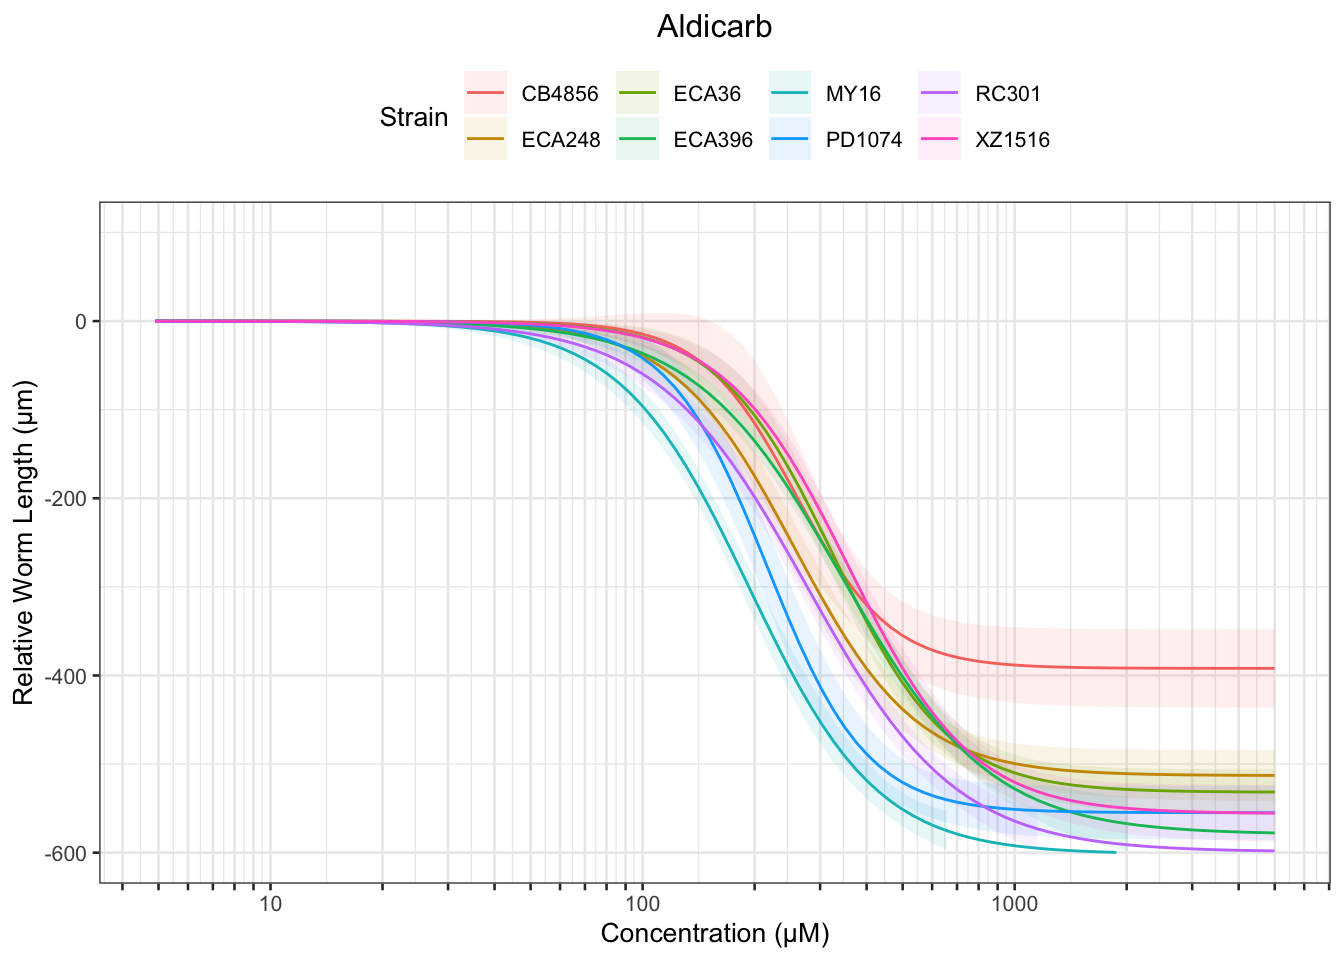 Aldicarb
Strain
CB4856 ECA36 MY16 RC301
ECA248 ECA396 PD1074 XZ1516
Relative Worm Length (µm)
0
-200
-400
-600
10 100 1000
Concentration (µM)